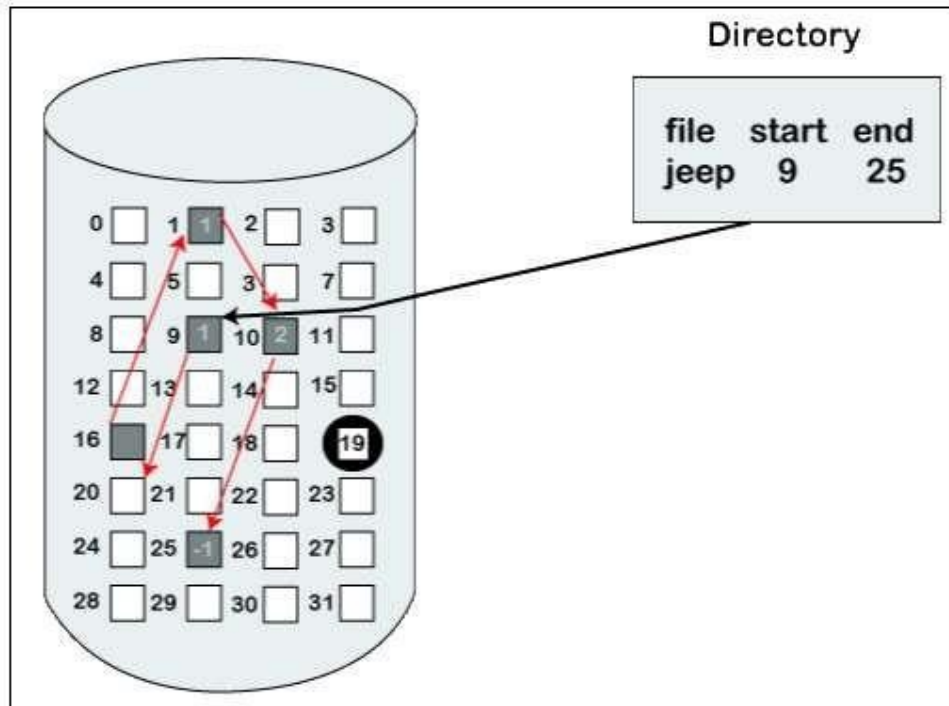 Directory
file start end
jeep 9 25
0 1 1 2 3
4 5 3 7
8 9 1 10 2 11
12 13 14 15
16 17 18 19
20 21 22 23
24 25 -1 26 27
28 29 30 31